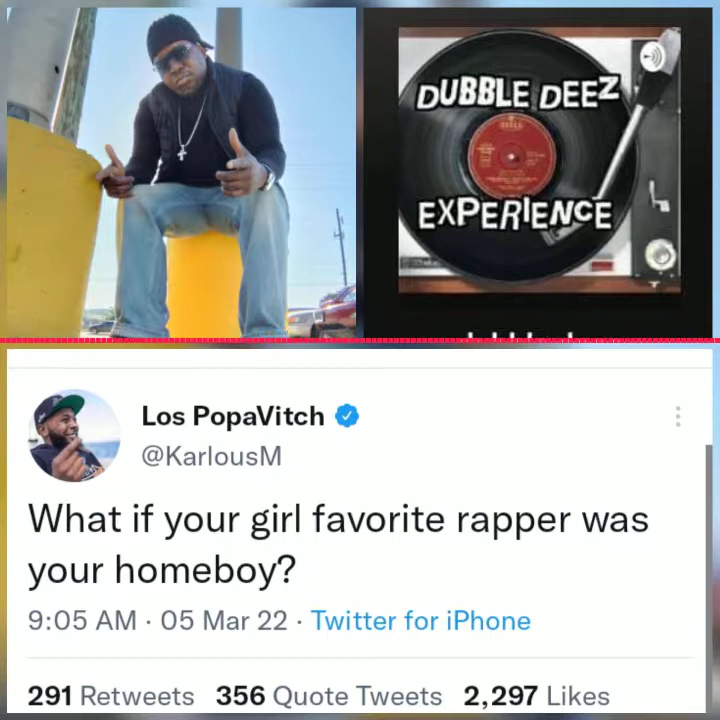 DUBBLE DEEZ
EXPERIENCE
Los PopaVitch
@KarlousM
What if your girl favorite rapper was
your homeboy?
9:05 AM · 05 Mar 22 · Twitter for iPhone
291 Retweets 356 Quote Tweets 2,297 Likes